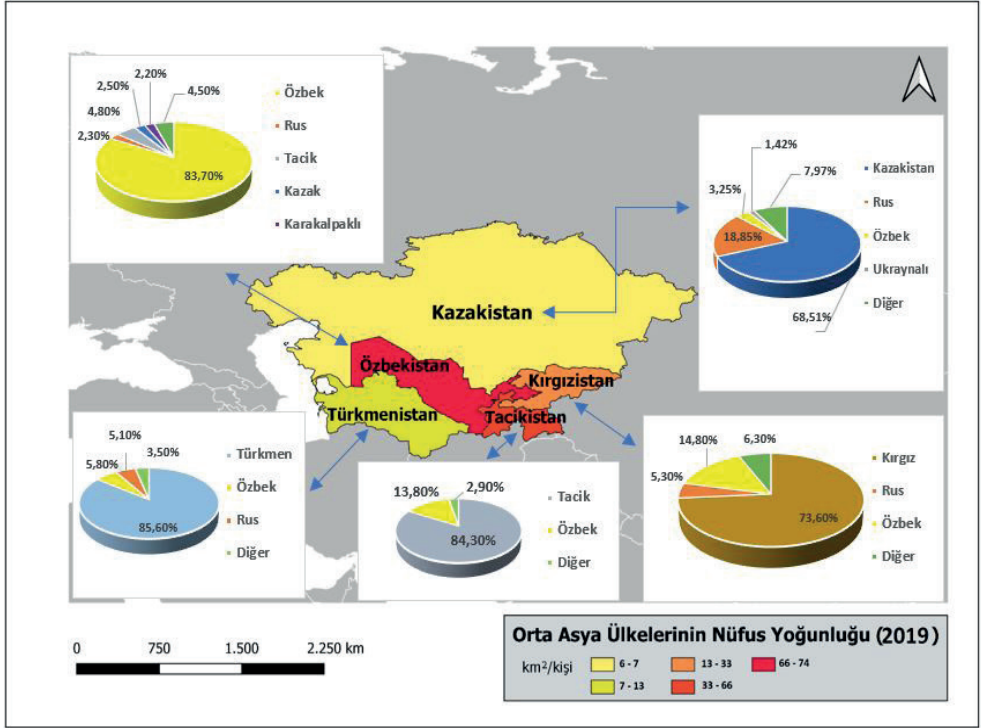 2,20%
2,50%
4,50%
4,80%
2,30%
83,70%
Özbek
Rus
Tacik
Kazak
Karakalpaklı
1,42%
7,97%
3,25%
18,85%
68,51%
Kazakistan
Rus
Özbek
Ukraynalı
Diğer
Kazakistan
Özbekistan
Kırgızistan
Türkmenistan
Tacikistan
5,10%
3,50%
5,80%
85,60%
Türkmen
Özbek
Rus
Diğer
13,80%
2,90%
84,30%
Tacik
Özbek
Diğer
14,80%
6,30%
5,30%
73,60%
Kırgız
Rus
Özbek
Diğer
0 750 1.500 2.250 km
Orta Asya Ülkelerinin Nüfus Yoğunluğu (2019)
km²/kişi
6 - 7
13 - 33
66 - 74
7 - 13
33 - 66